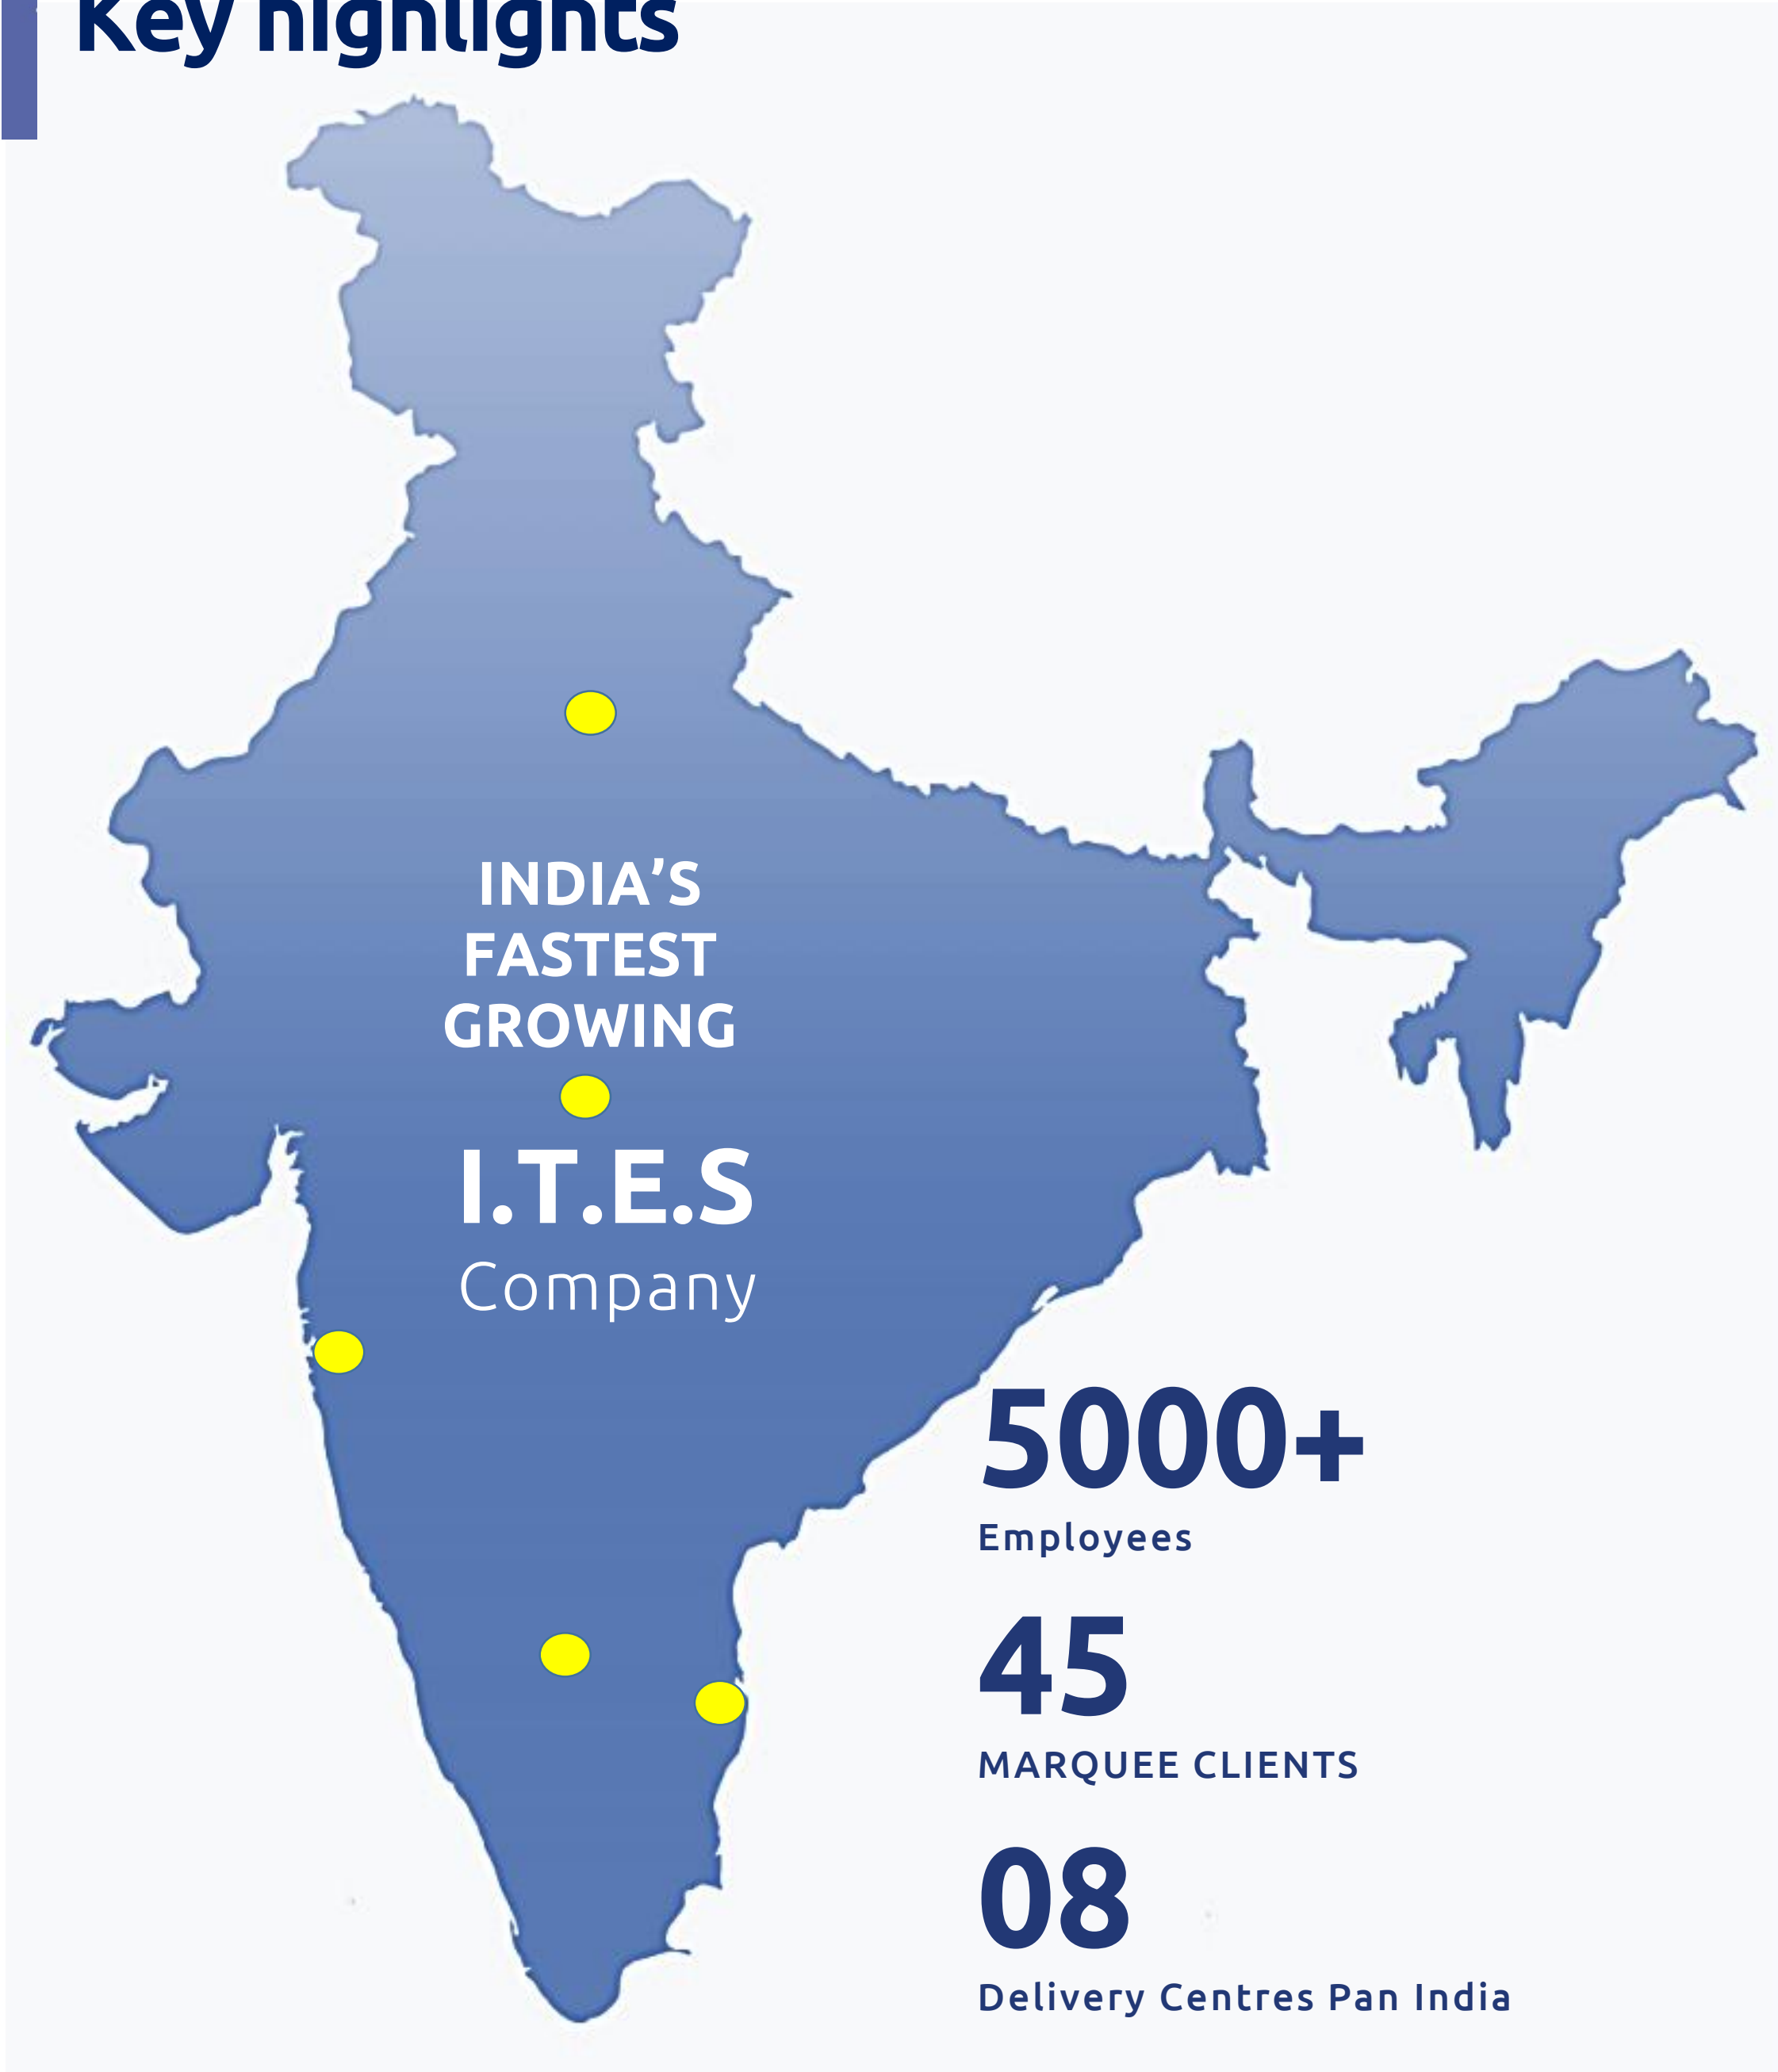 Key highlights
INDIA’S
FASTEST
GROWING
I.T.E.S
Company
5000+
Employees
45
MARQUEE CLIENTS
08
Delivery Centres Pan India